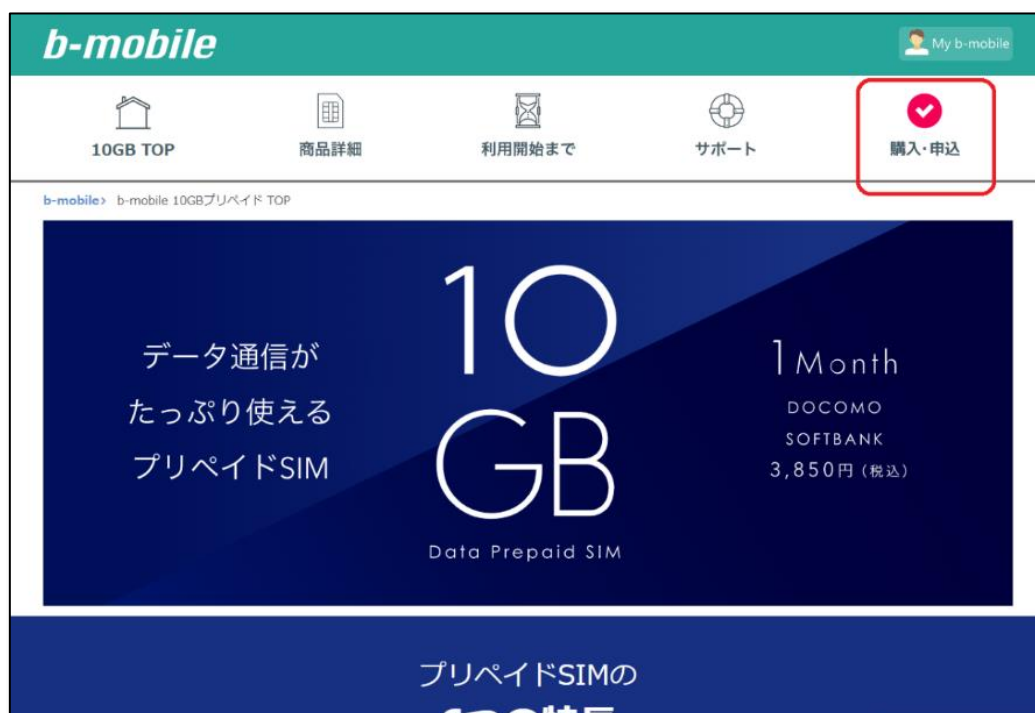 b-mobile
My b-mobile
10GB TOP
商品詳細
利用開始まで
サポート
購入・申込
b-mobile› b-mobile 10GBプリペイド TOP
データ通信が
たっぷり使える
プリペイドSIM
10
GB
Data Prepaid SIM
1 Month
DOCOMO
SOFTBANK
3,850円 (税込)
プリペイドSIMの